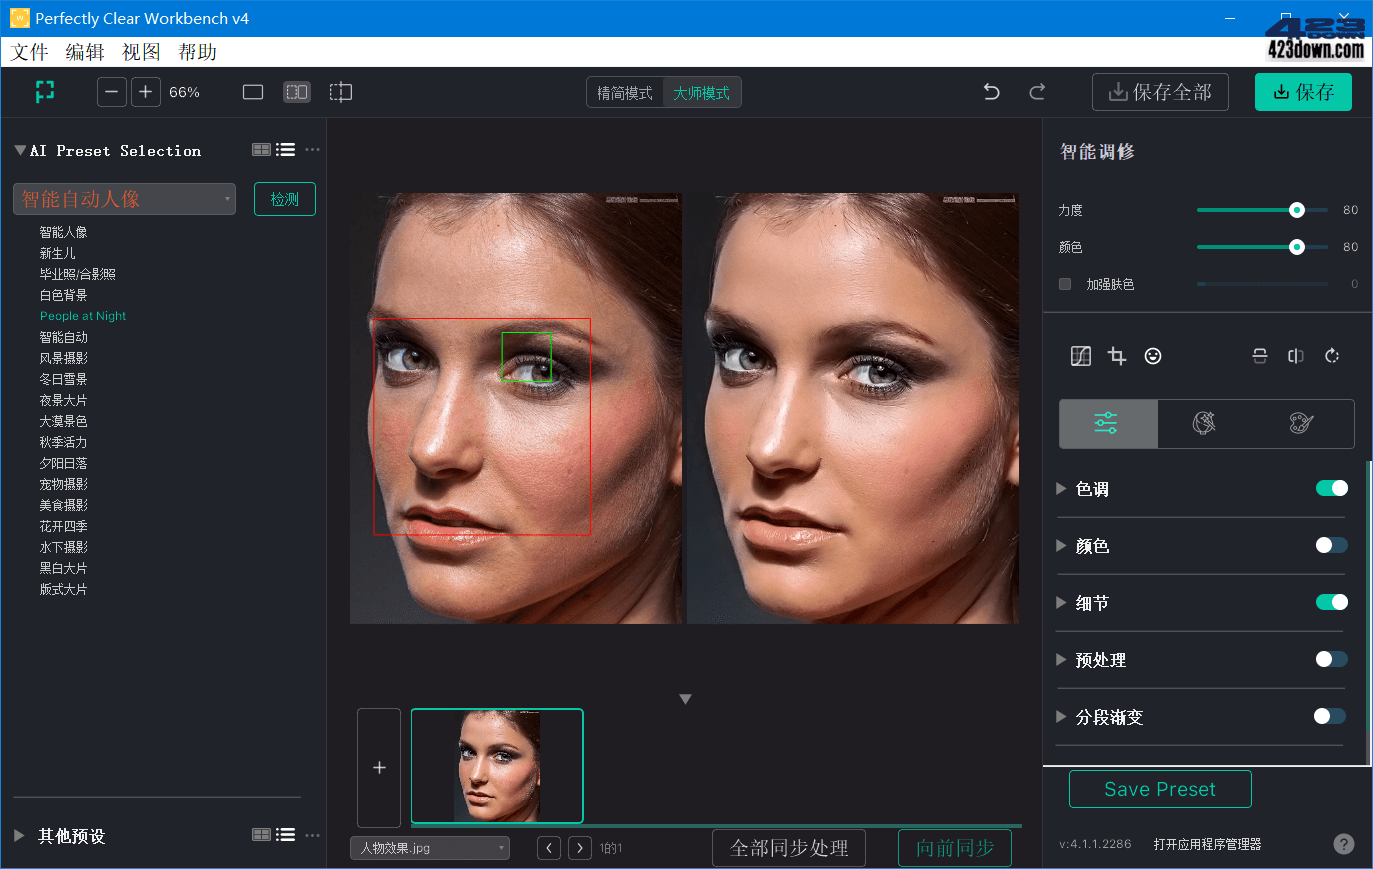 Perfectly Clear Workbench v4
423
423down.com
文件 编辑 视图 帮助
66%
精简模式 大师模式
保存全部
保存
AI Preset Selection
智能自动人像
检测
智能人像
新生儿
毕业照/合影照
白色背景
People at Night
智能自动
风景摄影
冬日雪景
夜景大片
大漠景色
秋季活力
夕阳日落
宠物摄影
美食摄影
花开四季
水下摄影
黑白大片
版式大片
其他预设
人物效果.jpg
1的1
全部同步处理
向前同步
智能调修
力度 80
颜色 80
加强肤色 0
色调
颜色
细节
预处理
分段渐变
Save Preset
v:4.1.1.2286 打开应用程序管理器
?